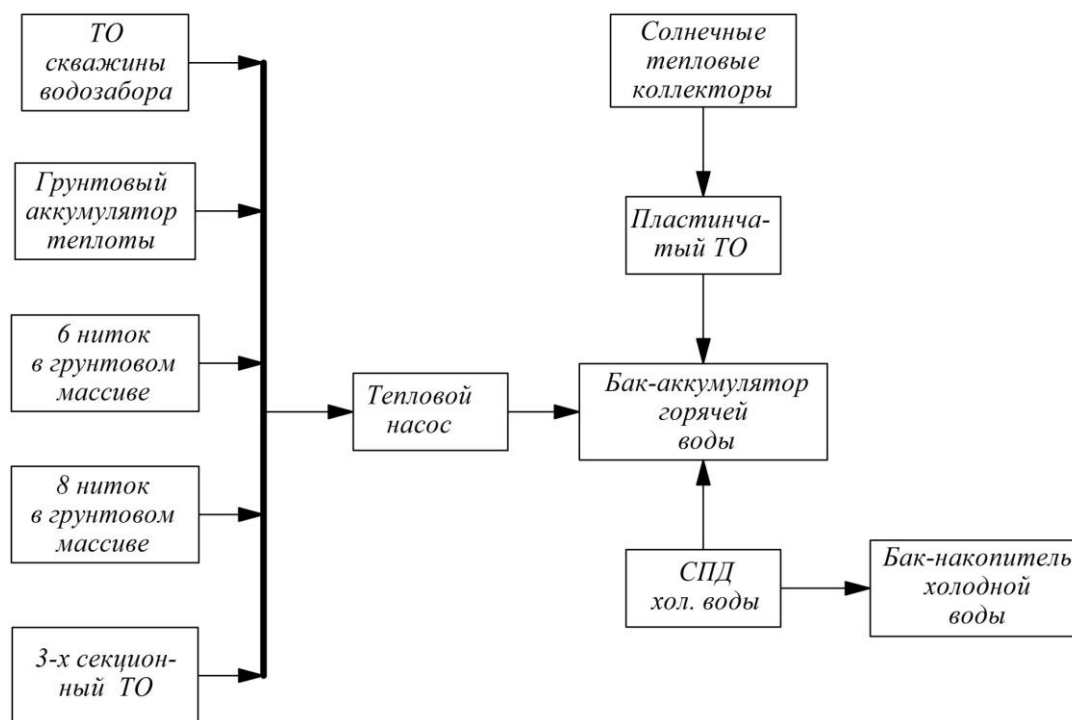 ТО
скважины
водозабора
Грунтовый
аккумулятор
теплоты
6 ниток
в грунтовом
массиве
8 ниток
в грунтовом
массиве
3-х секцион-
ный ТО
Тепловой
насос
Солнечные
тепловые
коллекторы
Пластинча-
тый ТО
Бак-аккумулятор
горячей
воды
СПД
хол. воды
Бак-накопитель
холодной
воды